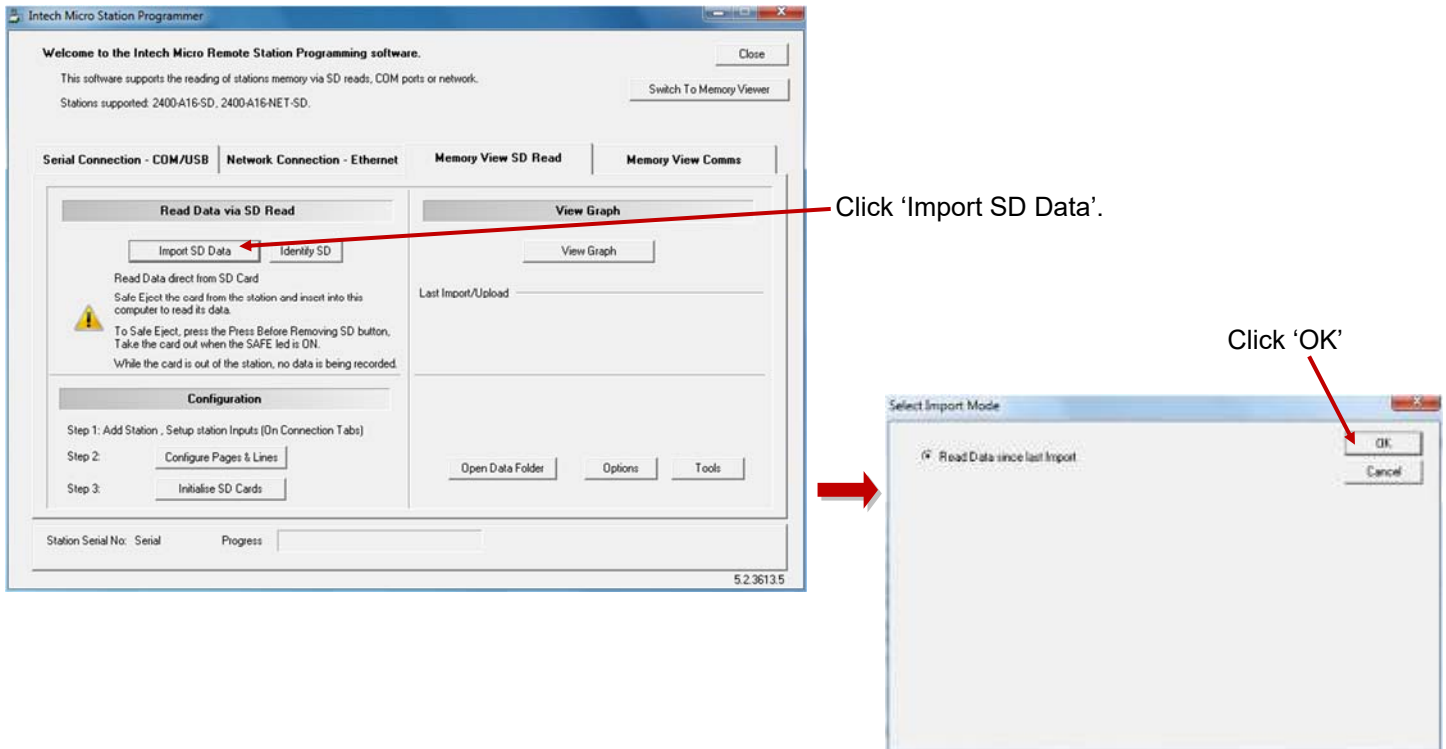 Intech Micro Station Programmer
Welcome to the Intech Micro Remote Station Programming software.
Close
This software supports the reading of stations memory via SD reads, COM ports or network.
Switch To Memory Viewer
Stations supported: 2400-A16-SD, 2400-A16-NET-SD.
Serial Connection - COM/USB
Network Connection - Ethernet
Memory View SD Read
Memory View Comms
Read Data via SD Read
View Graph
Click ‘Import SD Data’.
Import SD Data
Identify SD
View Graph
Read Data direct from SD Card
Safe Eject the card from the station and insert into this
computer to read its data.
To Safe Eject, press the Press Before Removing SD button,
Take the card out when the SAFE led is ON.
While the card is out of the station, no data is being recorded.
Last Import/Upload
Configuration
Step 1: Add Station , Setup station Inputs (On Connection Tabs)
Step 2:
Configure Pages & Lines
Step 3:
Initialise SD Cards
Open Data Folder
Options
Tools
Station Serial No: Serial
Progress
5.2.3613.5
Click ‘OK’
Select Import Mode
Read Data since last Import
OK
Cancel